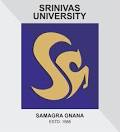 SRINIVAS
UNIVERSITY
SAMAGRA GNANA
ESTD. 1988